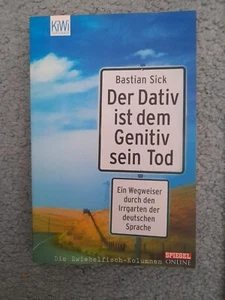 KiWi
Bastian Sick
Der Dativ
ist dem
Genitiv
sein Tod
Ein Wegweiser
durch den
Irrgarten der
deutschen
Sprache
Die Zwiebelfisch-Kolumnen
SPIEGEL
ONLINE